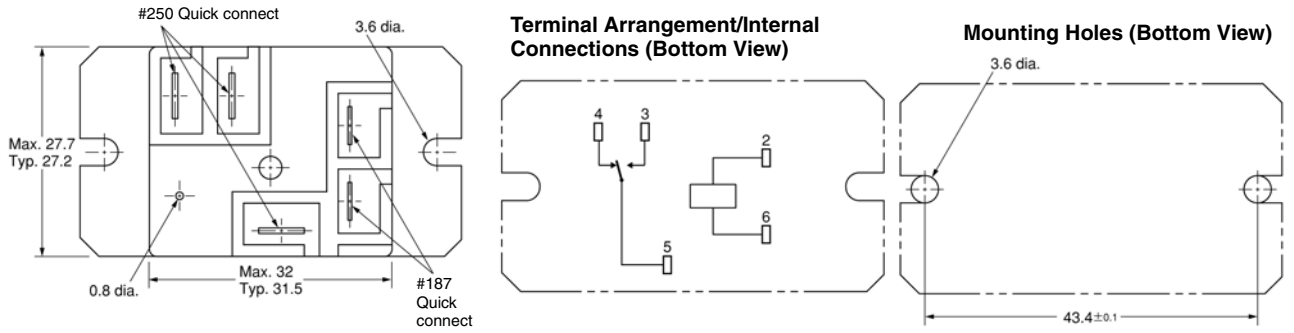 #250 Quick connect
3.6 dia.
Max. 27.7
Typ. 27.2
0.8 dia.
Max. 32
Typ. 31.5
#187
Quick
connect
Terminal Arrangement/Internal
Connections (Bottom View)
4
3
2
6
5
Mounting Holes (Bottom View)
3.6 dia.
43.4±0.1